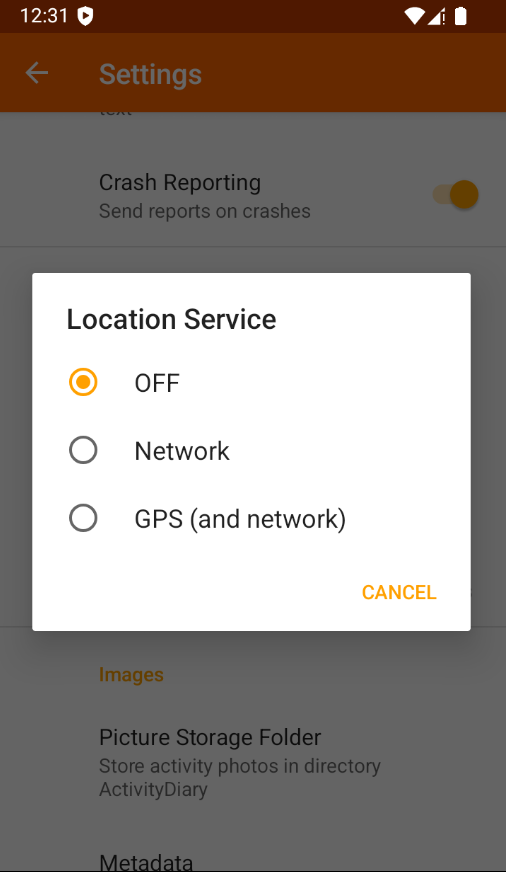 12:31
Settings
text
Crash Reporting
Send reports on crashes
Location Service
OFF
Network
GPS (and network)
CANCEL
Images
Picture Storage Folder
Store activity photos in directory
ActivityDiary
Metadata